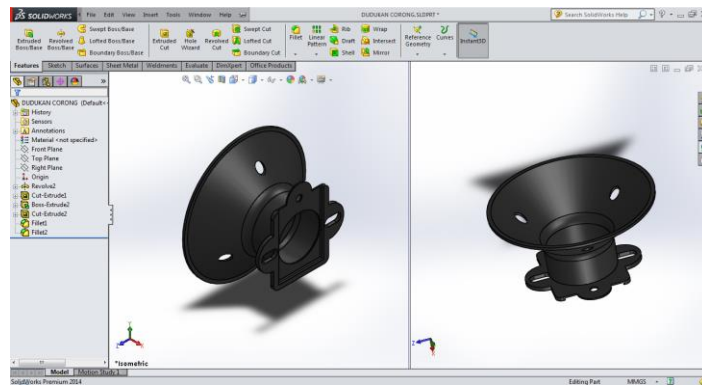 SOLIDWORKS File Edit View Insert Tools Window Help DUDUKAN CORONG.SLDPRT * Search SolidWorks Help
Extruded Boss/Base Revolved Boss/Base Swept Boss/Base Lofted Boss/Base Boundary Boss/Base Extruded Cut Hole Wizard Revolved Cut Swept Cut Lofted Cut Boundary Cut Fillet Linear Pattern Rib Draft Shell Wrap Intersect Mirror Reference Geometry Curves Instant3D
Features Sketch Surfaces Sheet Metal Weldments Evaluate DimXpert Office Products
DUDUKAN CORONG (Default<
History
Sensors
Annotations
Material <not specified>
Front Plane
Top Plane
Right Plane
Origin
Revolve2
Cut-Extrude1
Boss-Extrude2
Cut-Extrude2
Fillet1
Fillet2
*Isometric
Model Motion Study 1
SolidWorks Premium 2014 Editing Part MMGS